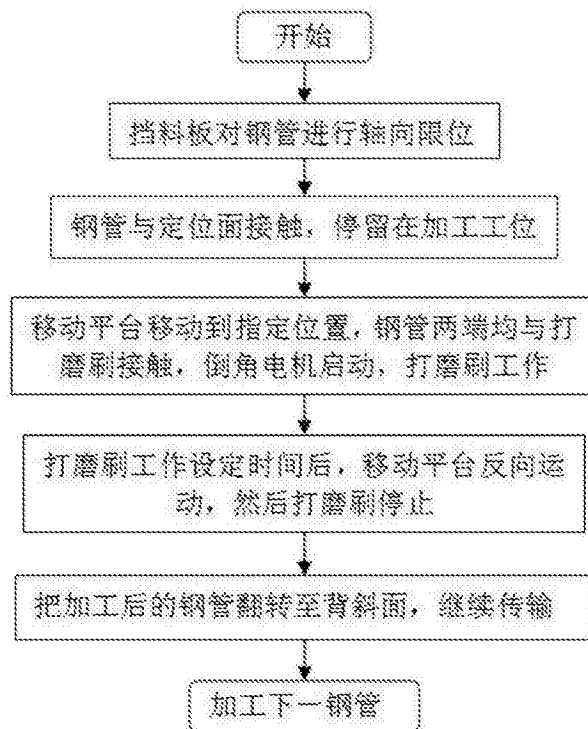 开始
挡料板对钢管进行轴向限位
钢管与定位面接触，停留在加工工位
移动平台移动到指定位置，钢管两端均与打
磨刷接触，倒角电机启动，打磨刷工作
打磨刷工作设定时间后，移动平台反向运
动，然后打磨刷停止
把加工后的钢管翻转至背斜面，继续传输
加工下一钢管